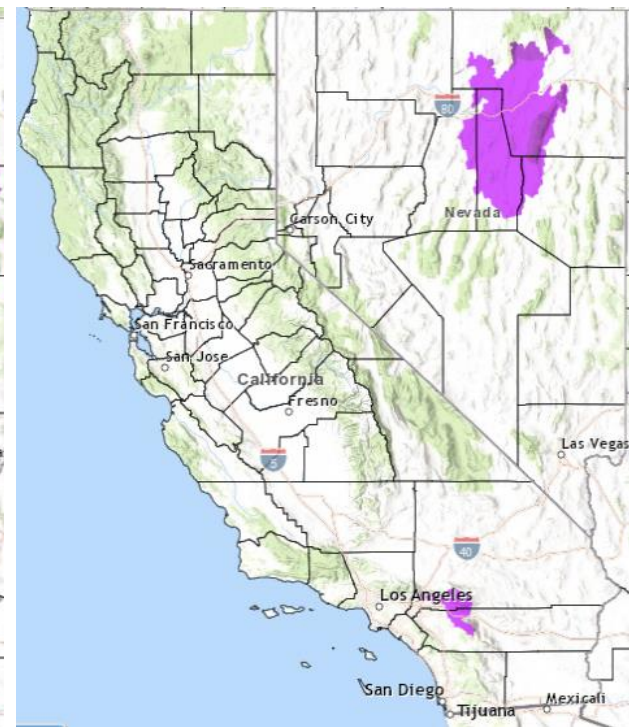 80
Nevada
Carson City
Sacramento
San Francisco
San Jose
California
Fresno
5
Las Vegas
40
Los Angeles
San Diego
Tijuana
Mexicali